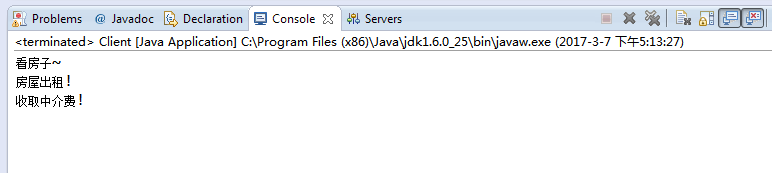 Problems @ Javadoc Declaration Console Servers
<terminated> Client [Java Application] C:\Program Files (x86)\Java\jdk1.6.0_25\bin\javaw.exe (2017-3-7 下午5:13:27)
看房子~
房屋出租!
收取中介费!